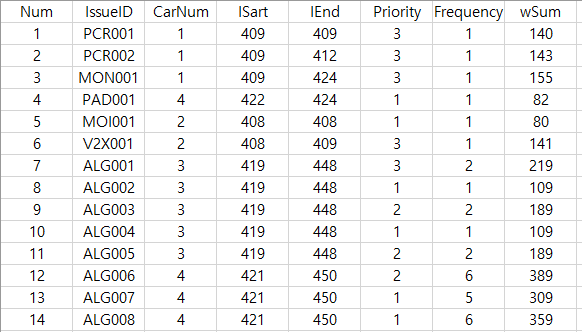 Num IssueID CarNum ISart IEnd Priority Frequency wSum
1 PCR001 1 409 409 3 1 140
2 PCR002 1 409 412 3 1 143
3 MON001 1 409 424 3 1 155
4 PAD001 4 422 424 1 1 82
5 MOI001 2 408 408 1 1 80
6 V2X001 2 408 409 3 1 141
7 ALG001 3 419 448 3 2 219
8 ALG002 3 419 448 1 1 109
9 ALG003 3 419 448 2 2 189
10 ALG004 3 419 448 1 1 109
11 ALG005 3 419 448 2 2 189
12 ALG006 4 421 450 2 6 389
13 ALG007 4 421 450 1 5 309
14 ALG008 4 421 450 1 6 359